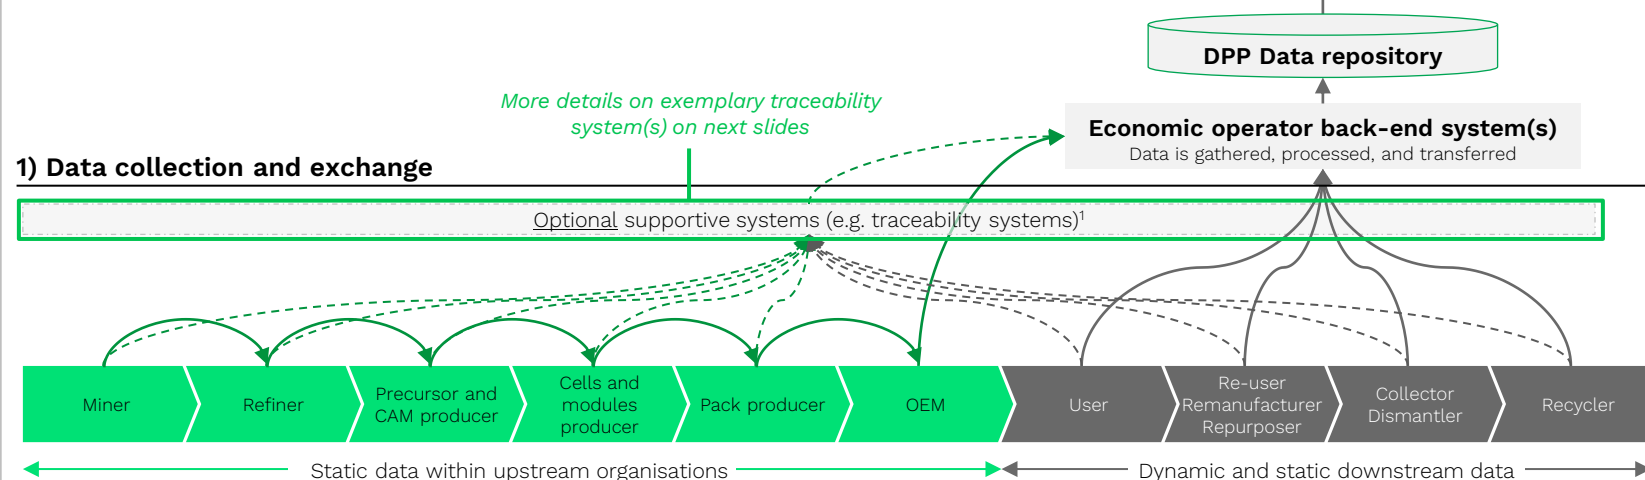 DPP Data repository
More details on exemplary traceability
system(s) on next slides
Economic operator back-end system(s)
Data is gathered, processed, and transferred
1) Data collection and exchange
Optional supportive systems (e.g. traceability systems)¹
Miner
Refiner
Precursor and
CAM producer
Cells and
modules
producer
Pack producer
OEM
User
Re-user
Remanufacturer
Repurposer
Collector
Dismantler
Recycler
Static data within upstream organisations
Dynamic and static downstream data